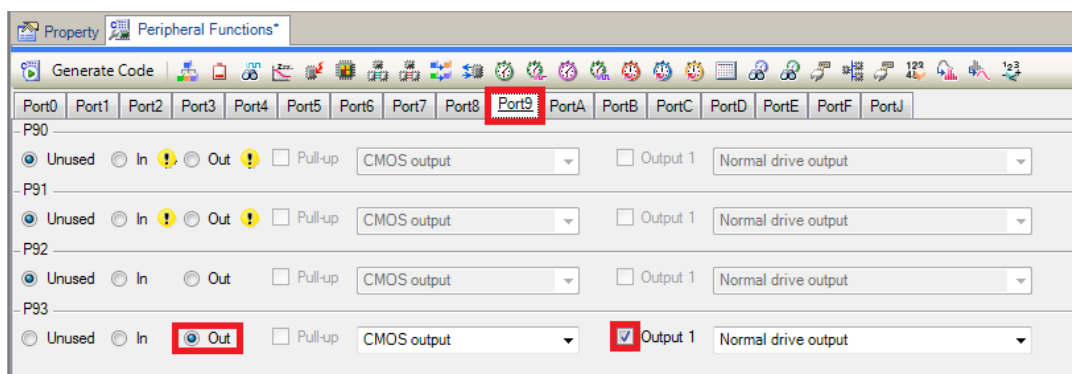 Property Peripheral Functions*
Generate Code
Port0 Port1 Port2 Port3 Port4 Port5 Port6 Port7 Port8 Port9 PortA PortB PortC PortD PortE PortF PortJ
P90
Unused In Out Pull-up CMOS output Output 1 Normal drive output
P91
Unused In Out Pull-up CMOS output Output 1 Normal drive output
P92
Unused In Out Pull-up CMOS output Output 1 Normal drive output
P93
Unused In Out Pull-up CMOS output Output 1 Normal drive output